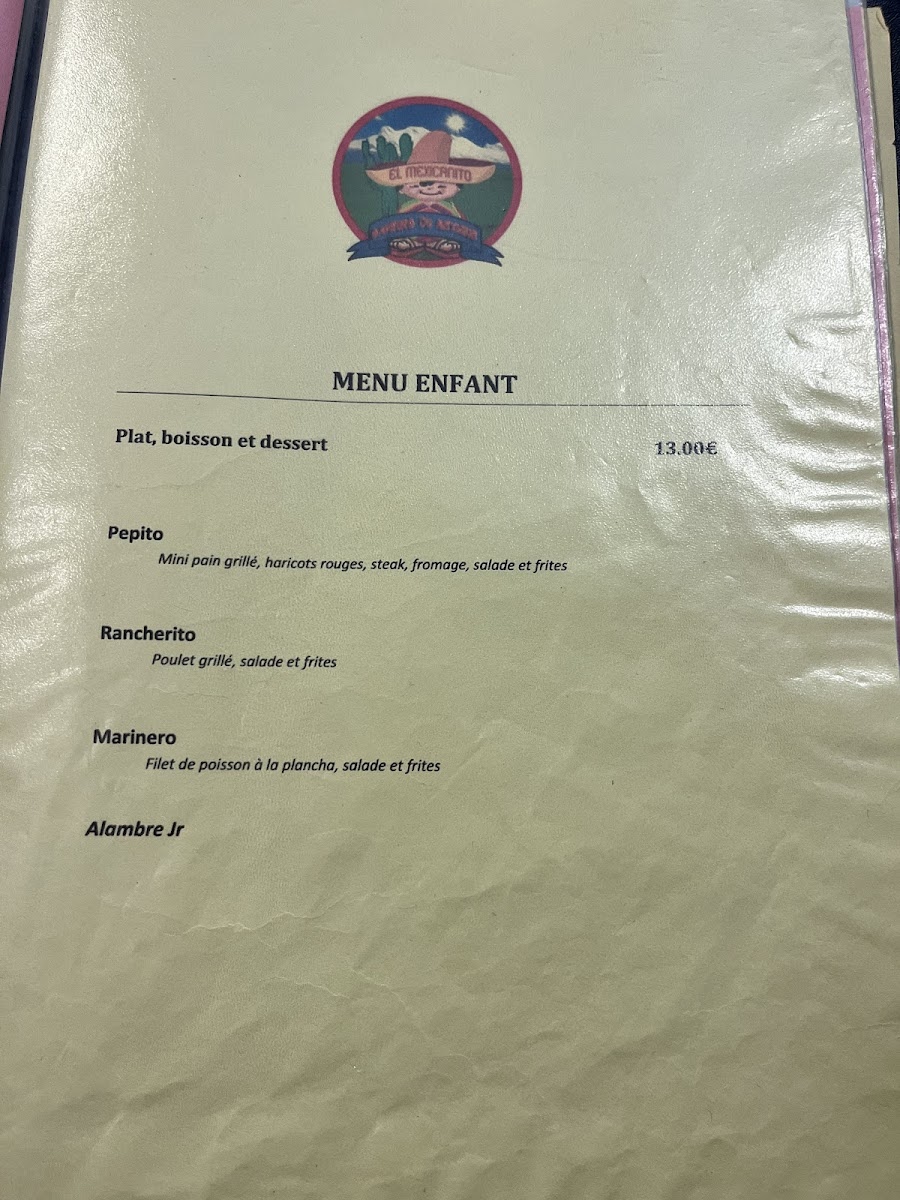 EL MEXICANITO
MENU ENFANT
Plat, boisson et dessert 13.00€
Pepito
Mini pain grillé, haricots rouges, steak, fromage, salade et frites
Rancherito
Poulet grillé, salade et frites
Marinero
Filet de poisson à la plancha, salade et frites
Alambre Jr